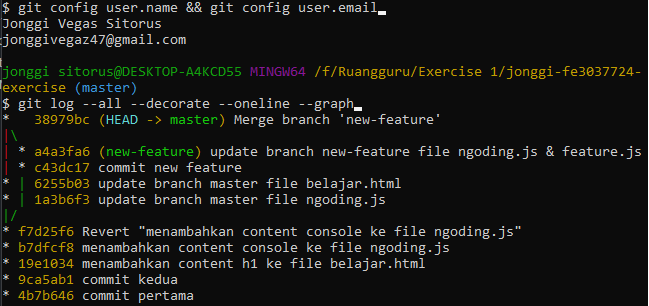 $ git config user.name && git config user.email
Jonggi Vegas Sitorus
jonggivegaz47@gmail.com
jonggi sitorus@DESKTOP-A4KCD55 MINGW64 /f/Ruangguru/Exercise 1/jonggi-fe3037724-
exercise (master)
$ git log --all --decorate --oneline --graph
*   38979bc (HEAD -> master) Merge branch 'new-feature'
|\
| * a4a3fa6 (new-feature) update branch new-feature file ngoding.js & feature.js
| * c43dc17 commit new feature
* | 6255b03 update branch master file belajar.html
* | 1a3b6f3 update branch master file ngoding.js
|/
* f7d25f6 Revert "menambahkan content console ke file ngoding.js"
* b7dfcf8 menambahkan content console ke file ngoding.js
* 19e1034 menambahkan content h1 ke file belajar.html
* 9ca5ab1 commit kedua
* 4b7b646 commit pertama